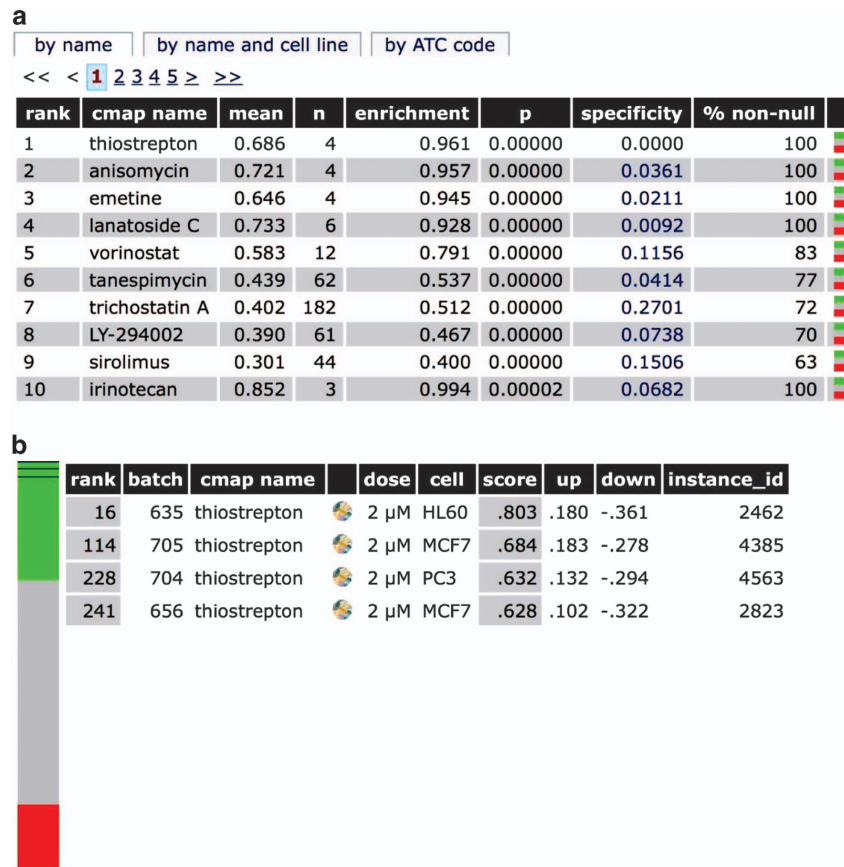 a
by name by name and cell line by ATC code
<< < 1 2 3 4 5 > >>
rank cmap name mean n enrichment p specificity % non-null
1 thiostrepton 0.686 4 0.961 0.00000 0.0000 100
2 anisomycin 0.721 4 0.957 0.00000 0.0361 100
3 emetine 0.646 4 0.945 0.00000 0.0211 100
4 lanatoside C 0.733 6 0.928 0.00000 0.0092 100
5 vorinostat 0.583 12 0.791 0.00000 0.1156 83
6 tanespimycin 0.439 62 0.537 0.00000 0.0414 77
7 trichostatin A 0.402 182 0.512 0.00000 0.2701 72
8 LY-294002 0.390 61 0.467 0.00000 0.0738 70
9 sirolimus 0.301 44 0.400 0.00000 0.1506 63
10 irinotecan 0.852 3 0.994 0.00002 0.0682 100
b
rank batch cmap name dose cell score up down instance_id
16 635 thiostrepton 2 µM HL60 .803 .180 -.361 2462
114 705 thiostrepton 2 µM MCF7 .684 .183 -.278 4385
228 704 thiostrepton 2 µM PC3 .632 .132 -.294 4563
241 656 thiostrepton 2 µM MCF7 .628 .102 -.322 2823